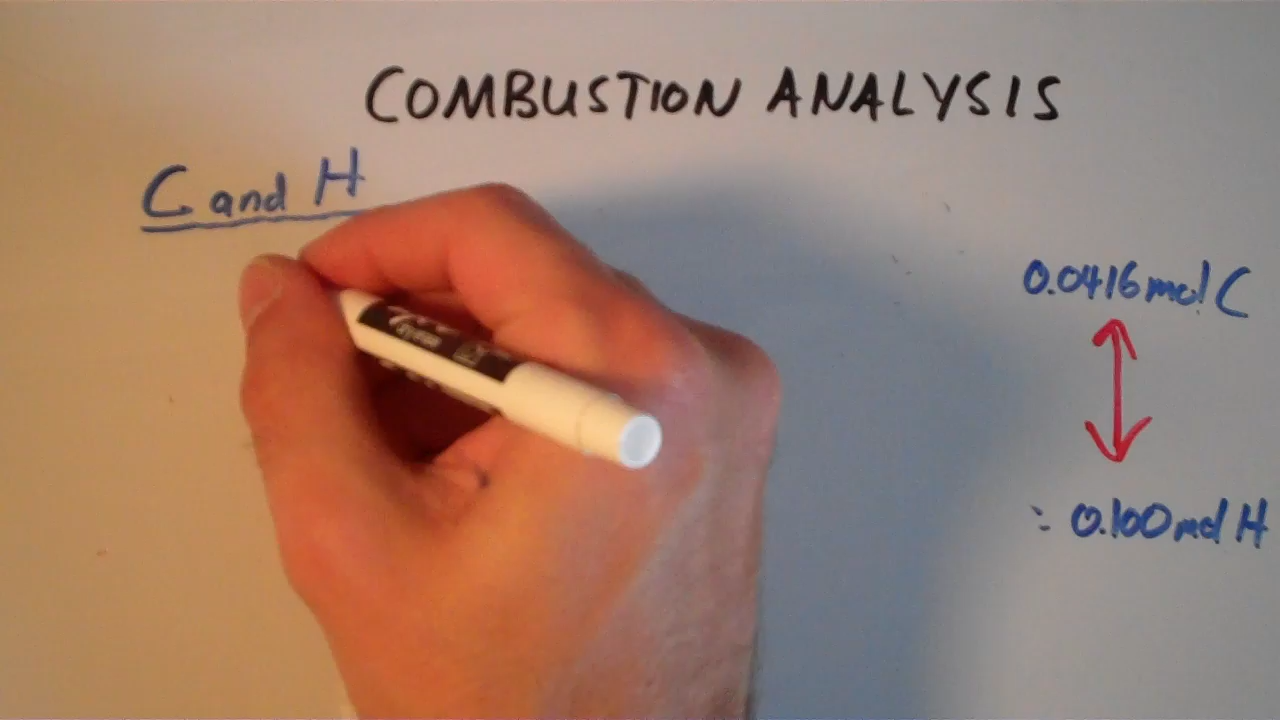 COMBUSTION ANALYSIS
C and H
0.0416 mol C
: 0.100 mol H